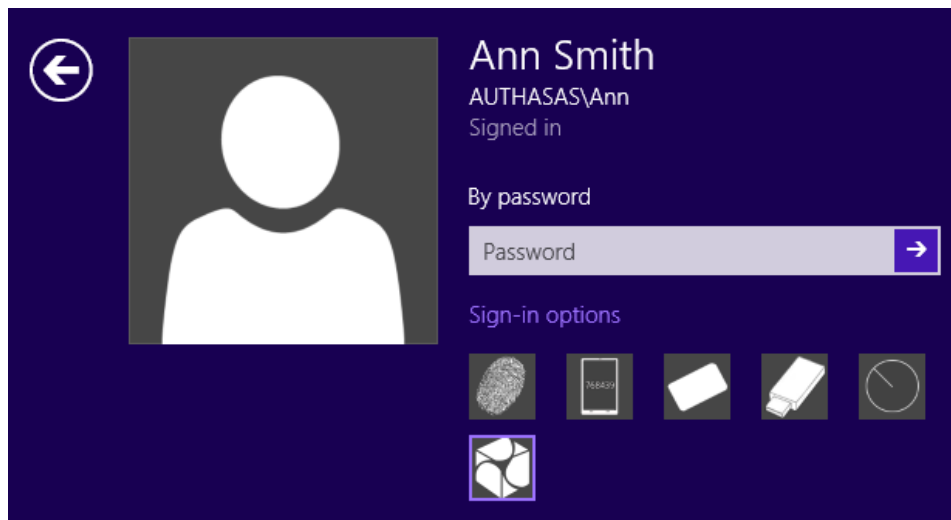 Ann Smith
AUTHASAS\Ann
Signed in
By password
Password
Sign-in options
768439